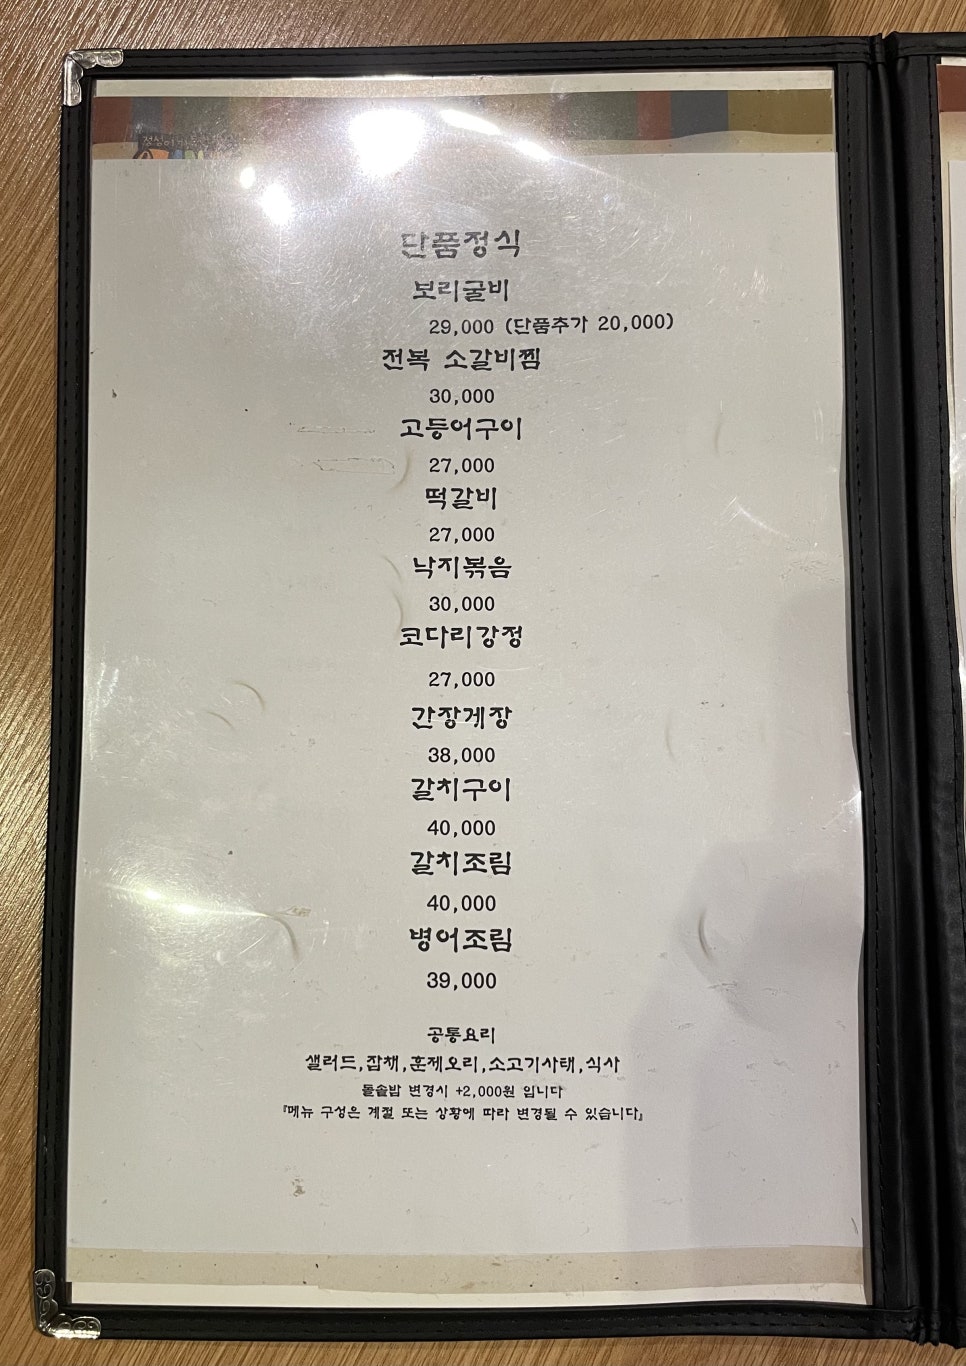 단품정식
보리굴비
29,000 (단품추가 20,000)
전복 소갈비찜
30,000
고등어구이
27,000
떡갈비
27,000
낙지볶음
30,000
코다리강정
27,000
간장게장
38,000
갈치구이
40,000
갈치조림
40,000
병어조림
39,000
공통요리
샐러드,잡채,훈제오리,소고기사태,식사
돌솥밥 변경시 +2,000원 입니다
『메뉴 구성은 계절 또는 상황에 따라 변경될 수 있습니다』